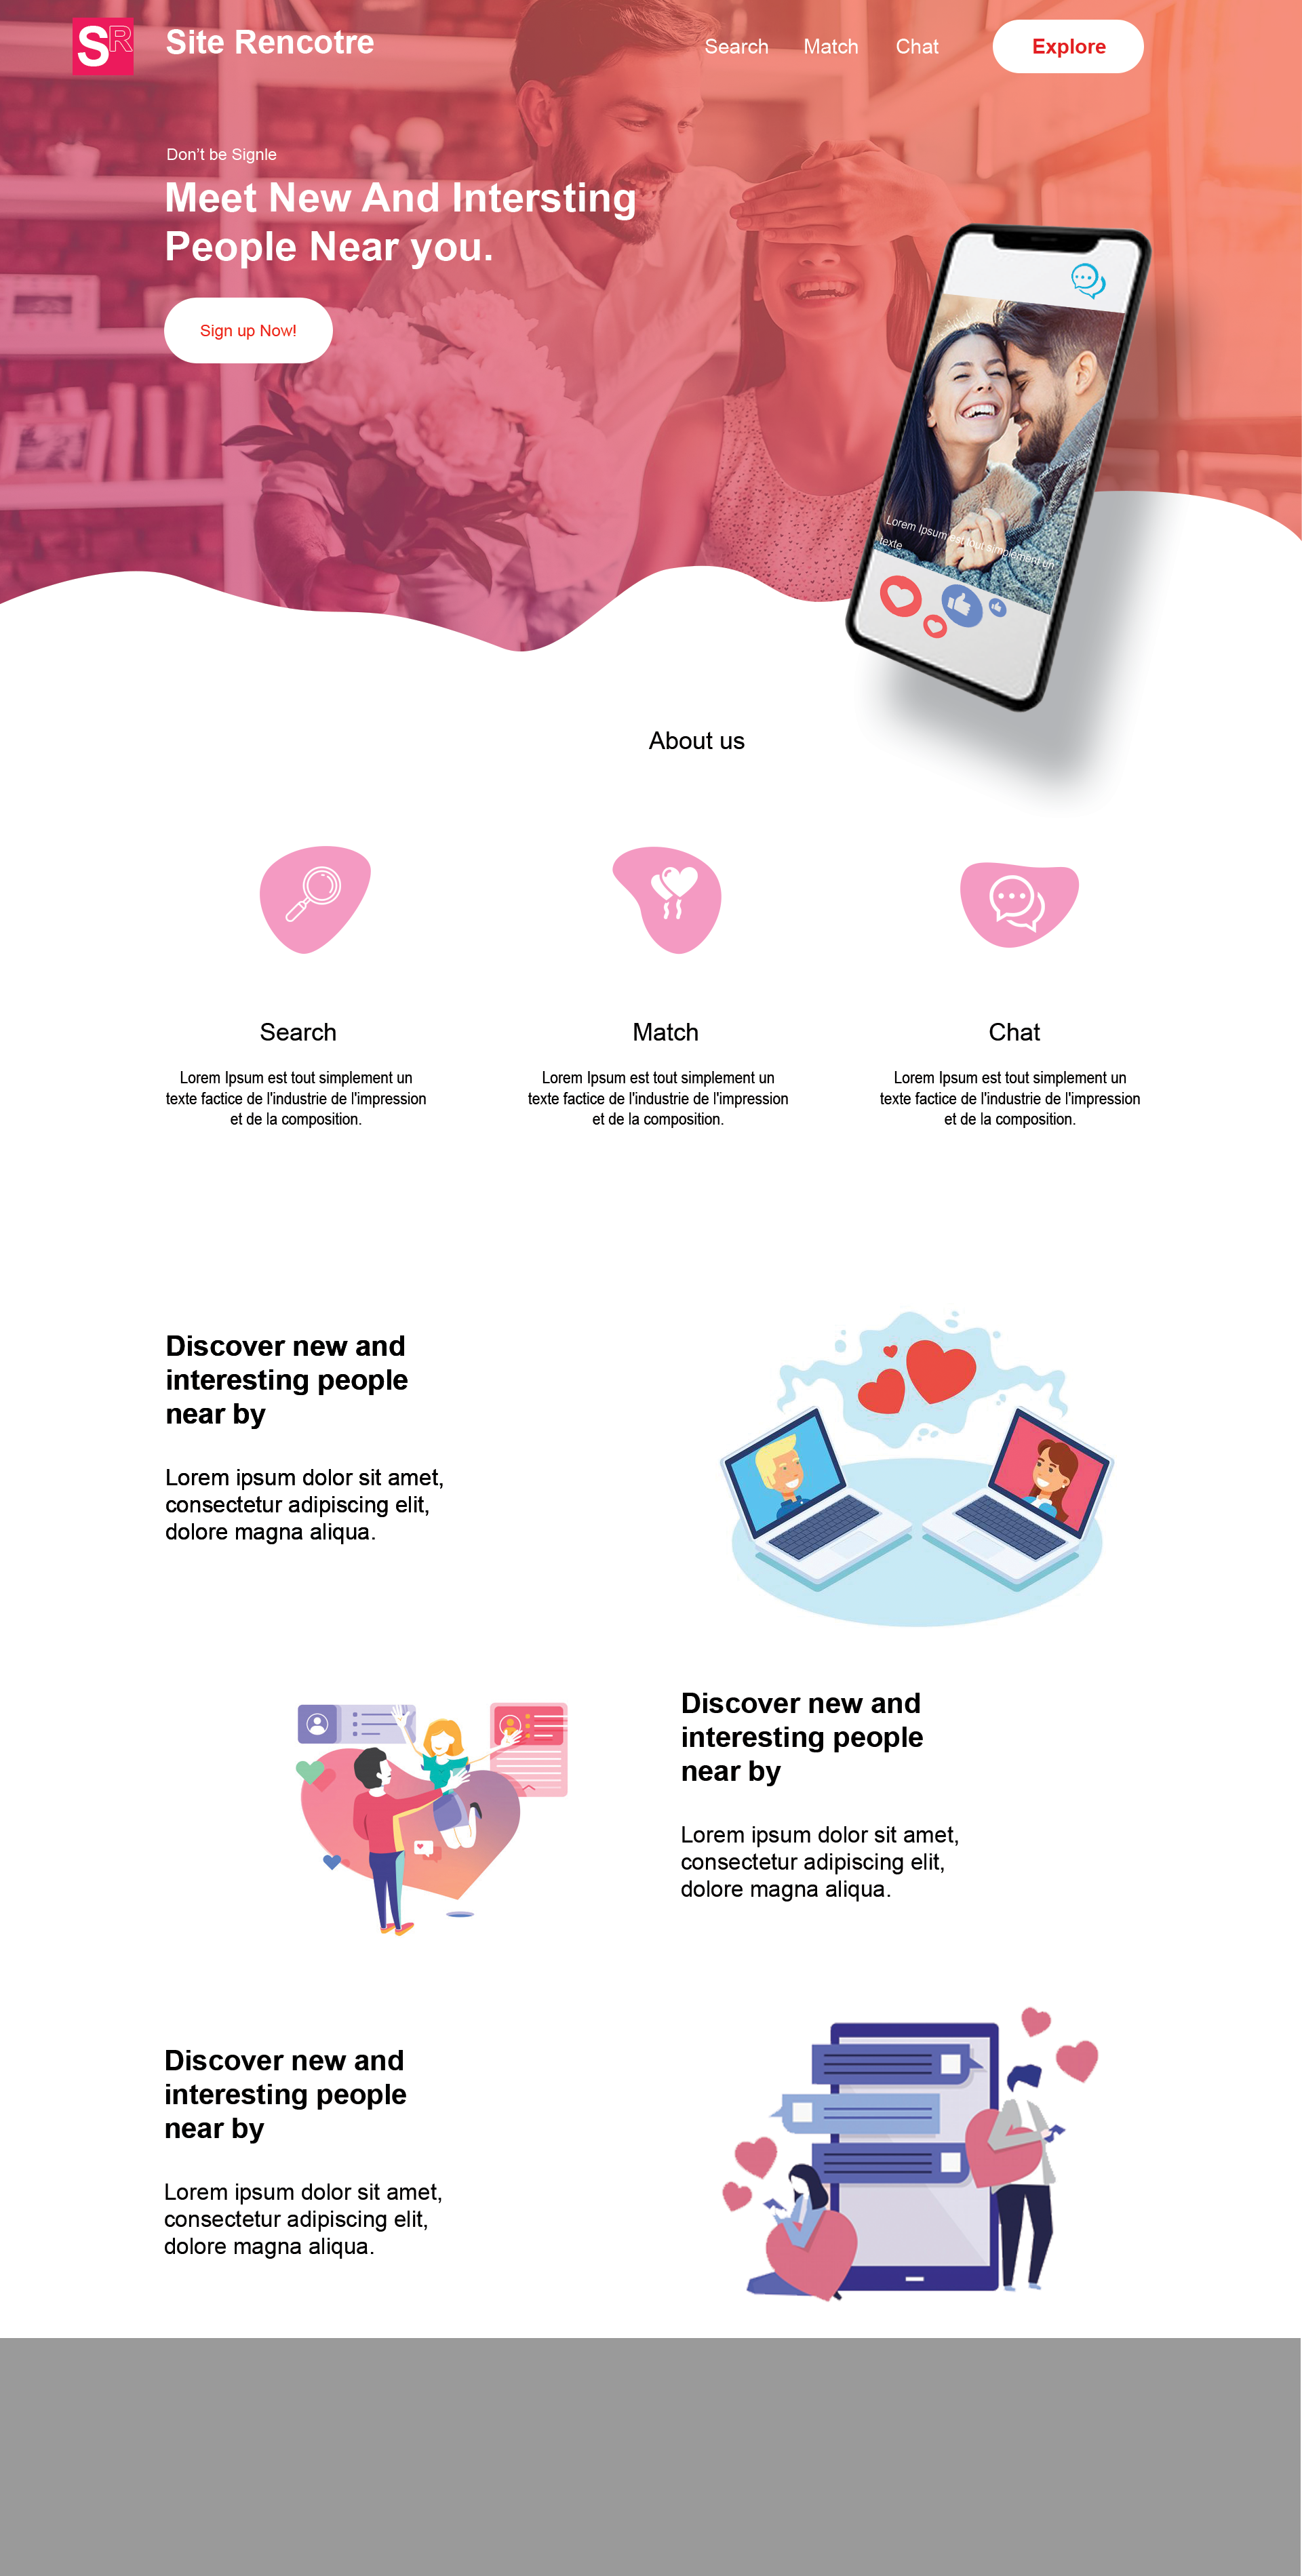 SR
Site Rencotre
Search
Match
Chat
Explore
Don't be Signle
Meet New And Intersting
People Near you.
Sign up Now!
Lorem Ipsum est tout simplement un
texte
About us
Search
Lorem Ipsum est tout simplement un
texte factice de l'industrie de l'impression
et de la composition.
Match
Lorem Ipsum est tout simplement un
texte factice de l'industrie de l'impression
et de la composition.
Chat
Lorem Ipsum est tout simplement un
texte factice de l'industrie de l'impression
et de la composition.
Discover new and
interesting people
near by
Lorem ipsum dolor sit amet,
consectetur adipiscing elit,
dolore magna aliqua.
Discover new and
interesting people
near by
Lorem ipsum dolor sit amet,
consectetur adipiscing elit,
dolore magna aliqua.
Discover new and
interesting people
near by
Lorem ipsum dolor sit amet,
consectetur adipiscing elit,
dolore magna aliqua.